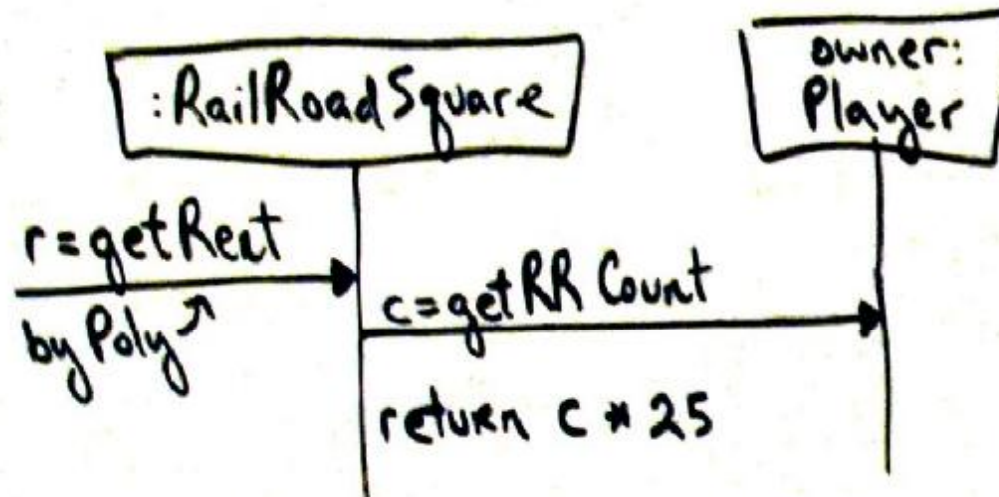 :RailRoadSquare
owner:
Player
r=getRent
by Poly
c=getRR Count
return c * 25